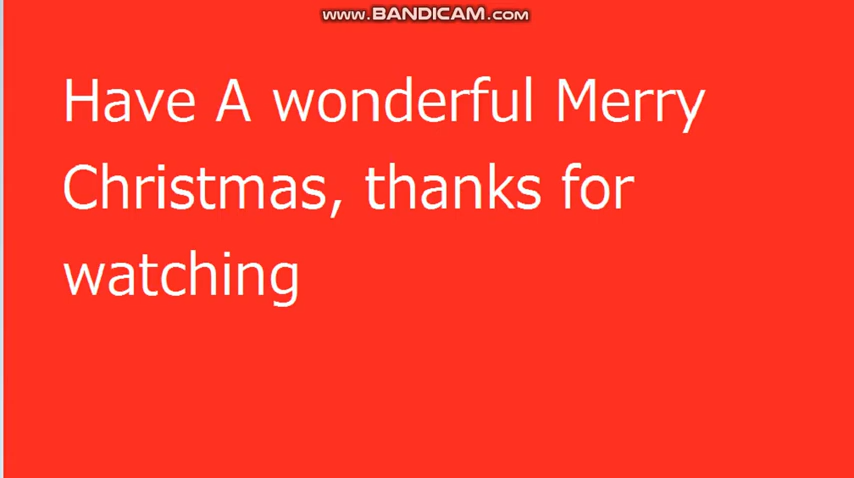 www.BANDICAM.com
Have A wonderful Merry
Christmas, thanks for
watching